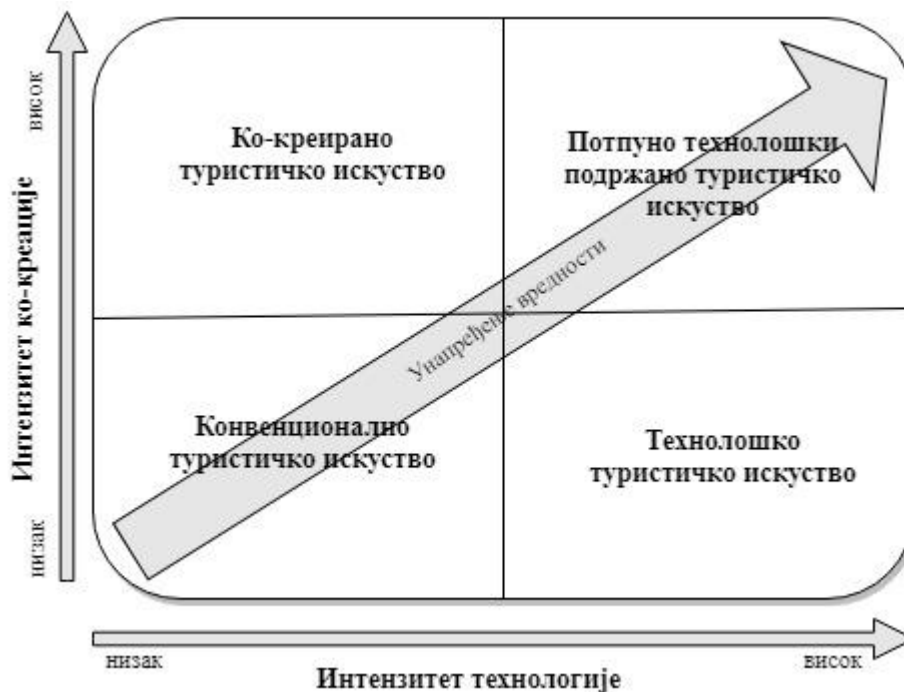 висок
Ко-креирано
туристичко искуство
Потпуно технолошки
подржано туристичко
искуство
Унапређење вредности
Интензитет ко-креације
Конвенционално
туристичко искуство
Технолошко
туристичко искуство
низак
низак
висок
Интензитет технологије